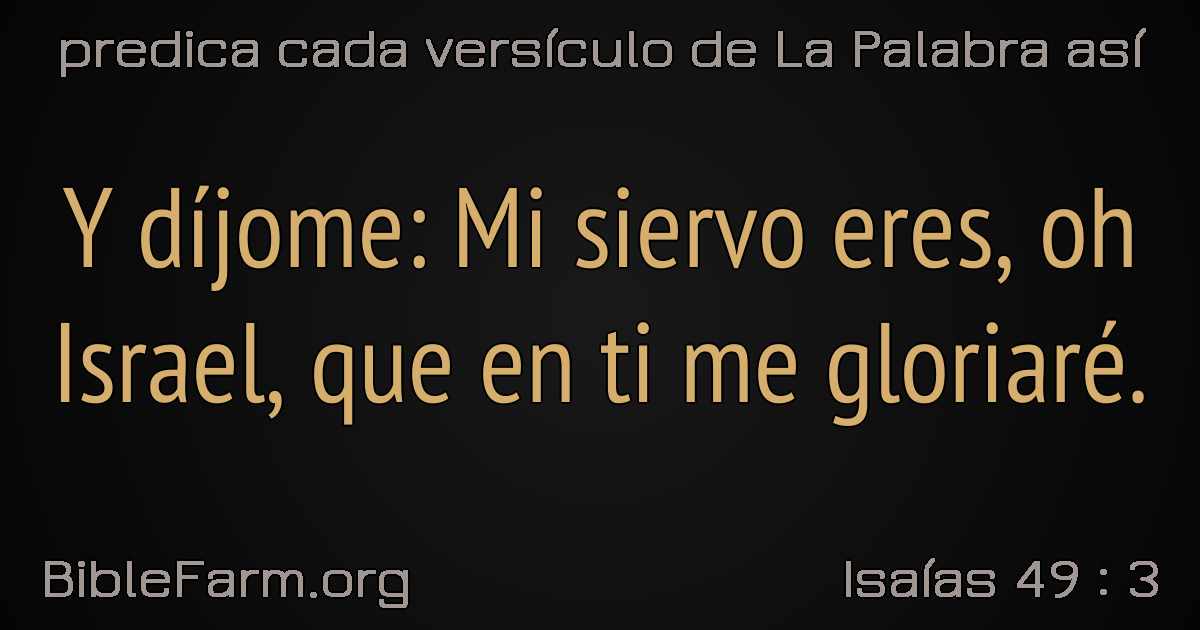 predica cada versículo de La Palabra así
Y díjome: Mi siervo eres, oh
Israel, que en ti me gloriaré.
BibleFarm.org
Isaías 49 : 3